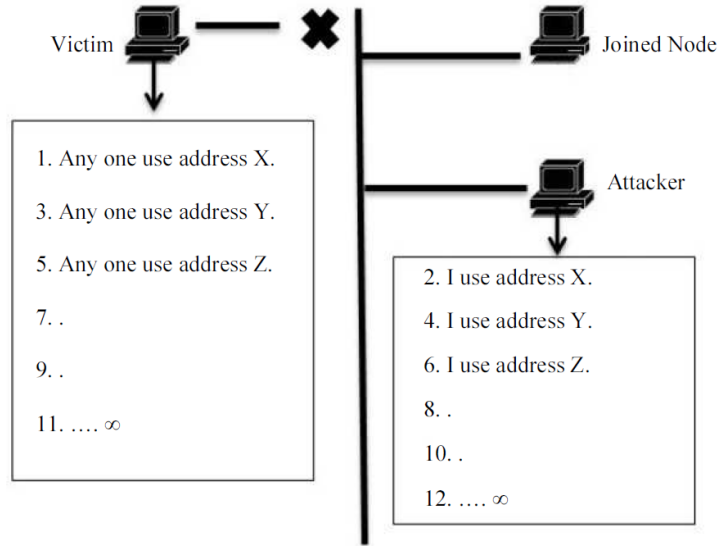 Victim
Joined Node
1. Any one use address X.
3. Any one use address Y.
5. Any one use address Z.
7. .
9. .
11. .... ∞
Attacker
2. I use address X.
4. I use address Y.
6. I use address Z.
8. .
10. .
12. .... ∞